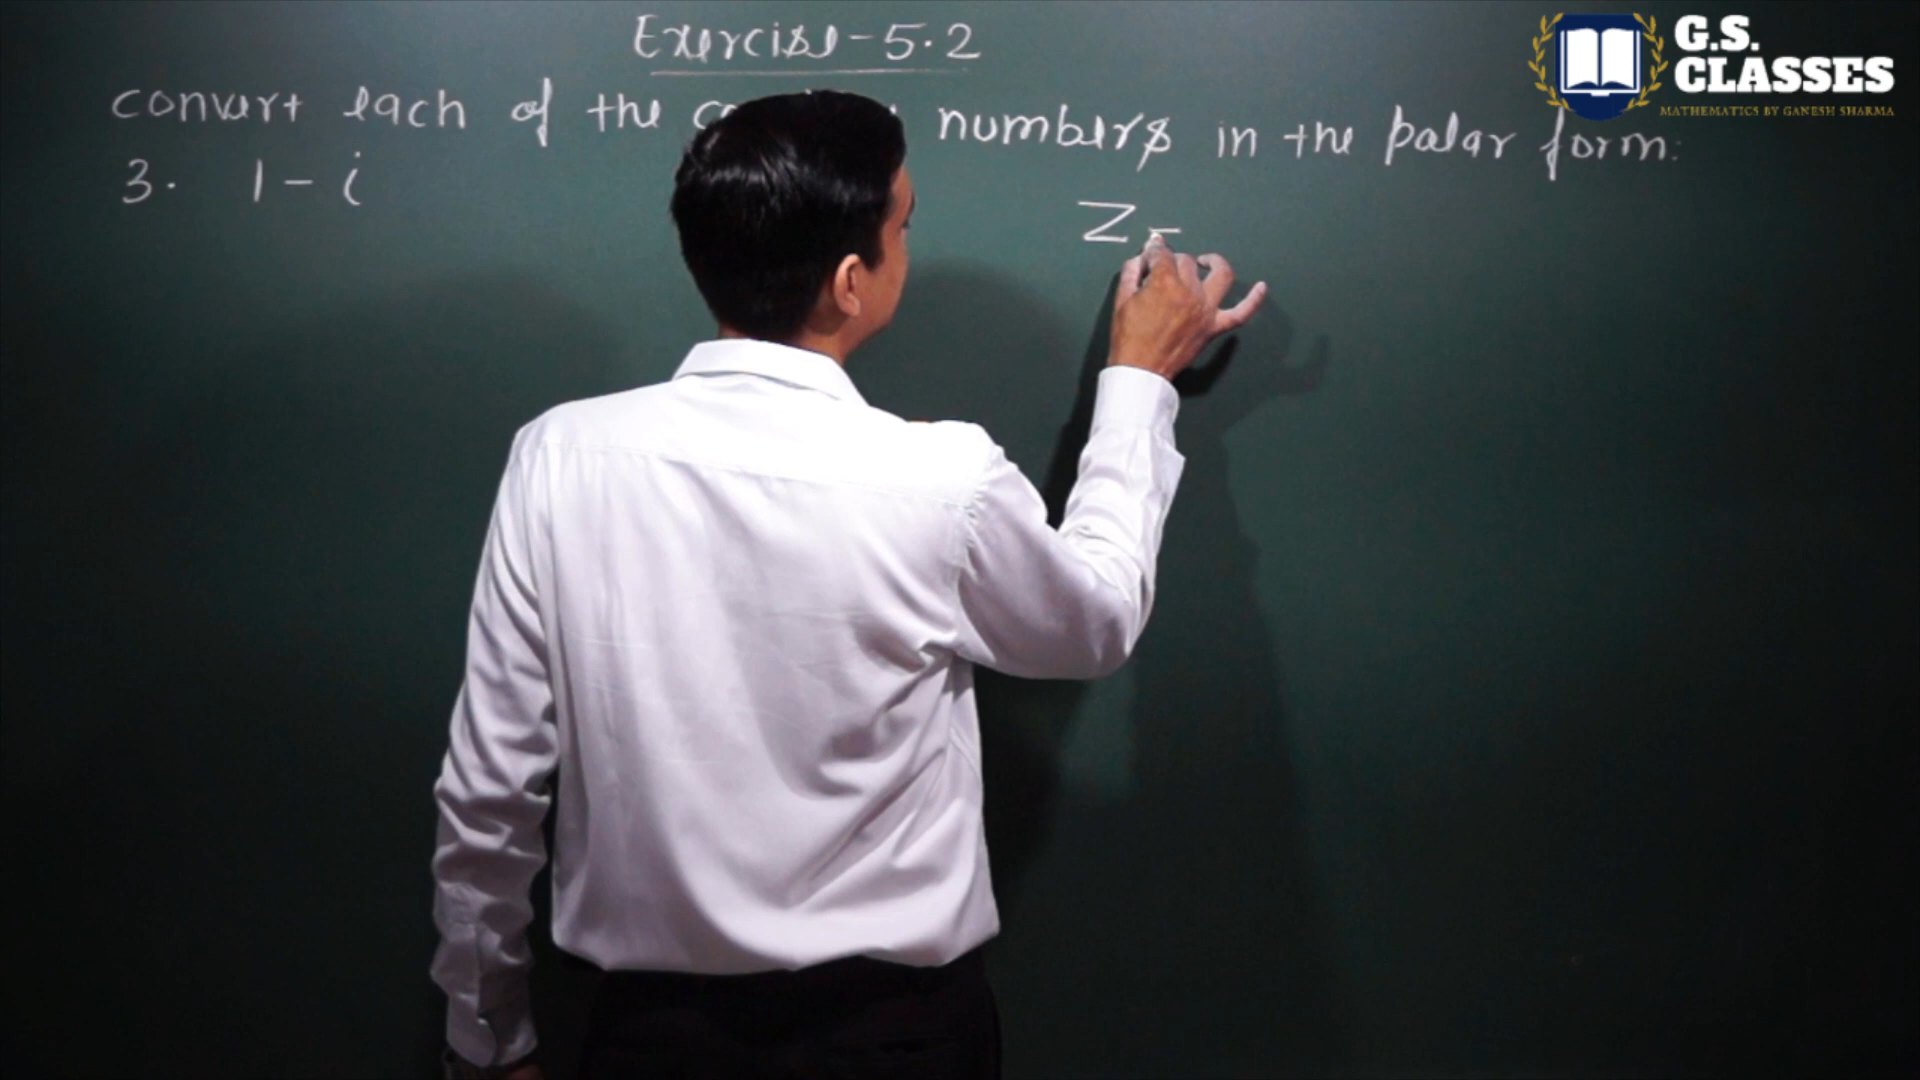 Exercise-5.2
G.S.
CLASSES
MATHEMATICS BY GANESH SHARMA
convert each of the numbers in the polar form:
3. 1-i
Z=